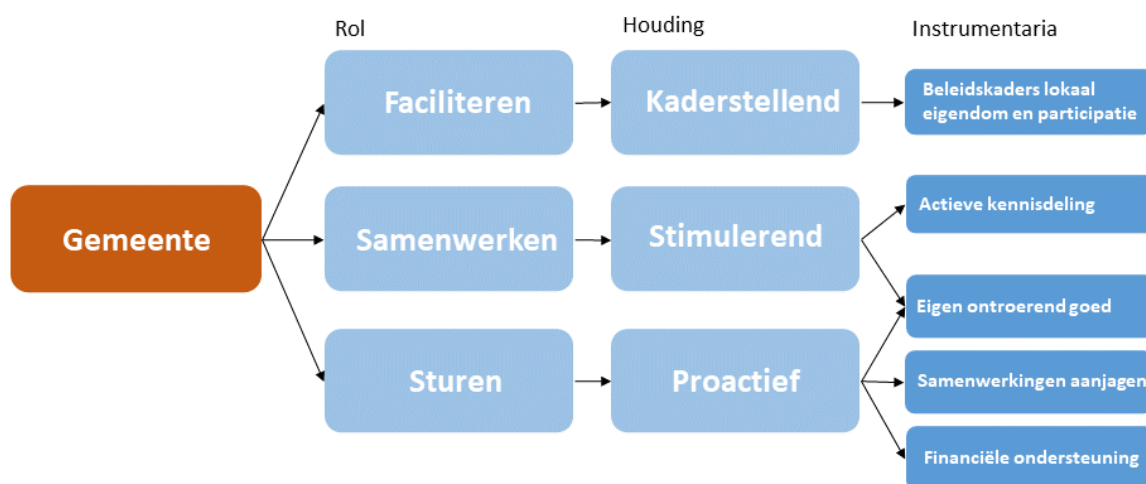 Rol
Houding
Instrumentaria
Faciliteren
Kaderstellend
Beleidskaders lokaal
eigendom en participatie
Gemeente
Samenwerken
Stimulerend
Actieve kennisdeling
Eigen ontroerend goed
Sturen
Proactief
Samenwerkingen aanjagen
Financiële ondersteuning